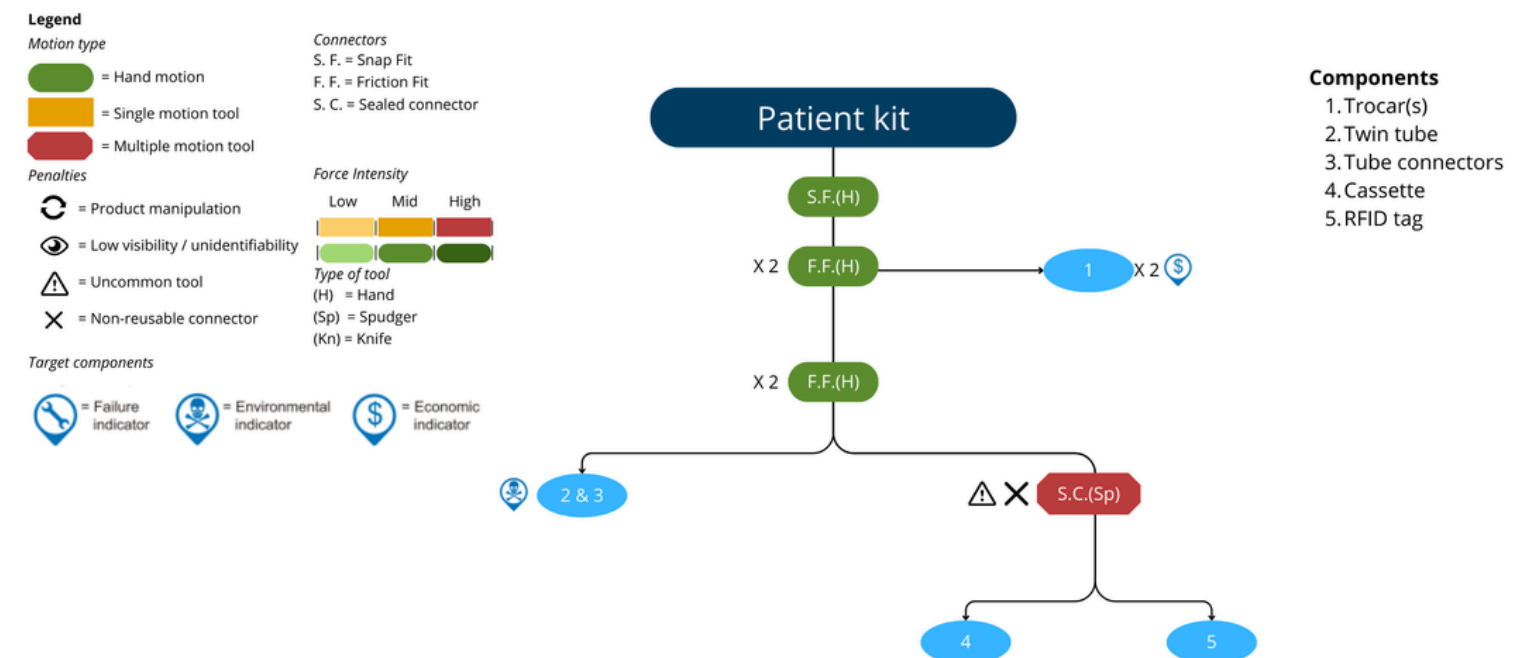 Legend
Motion type
= Hand motion
= Single motion tool
= Multiple motion tool
Penalties
= Product manipulation
= Low visibility / unidentifiability
= Uncommon tool
= Non-reusable connector
Target components
= Failure
indicator
= Environmental
indicator
= Economic
indicator
Connectors
S. F. = Snap Fit
F. F. = Friction Fit
S. C. = Sealed connector
Force Intensity
Low Mid High
Type of tool
(H) = Hand
(Sp) = Spudger
(Kn) = Knife
Patient kit
S.F.(H)
X 2 F.F.(H) 1 X 2 $
X 2 F.F.(H)
2 & 3 S.C.(Sp)
4 5
Components
1.Trocar(s)
2.Twin tube
3.Tube connectors
4.Cassette
5.RFID tag